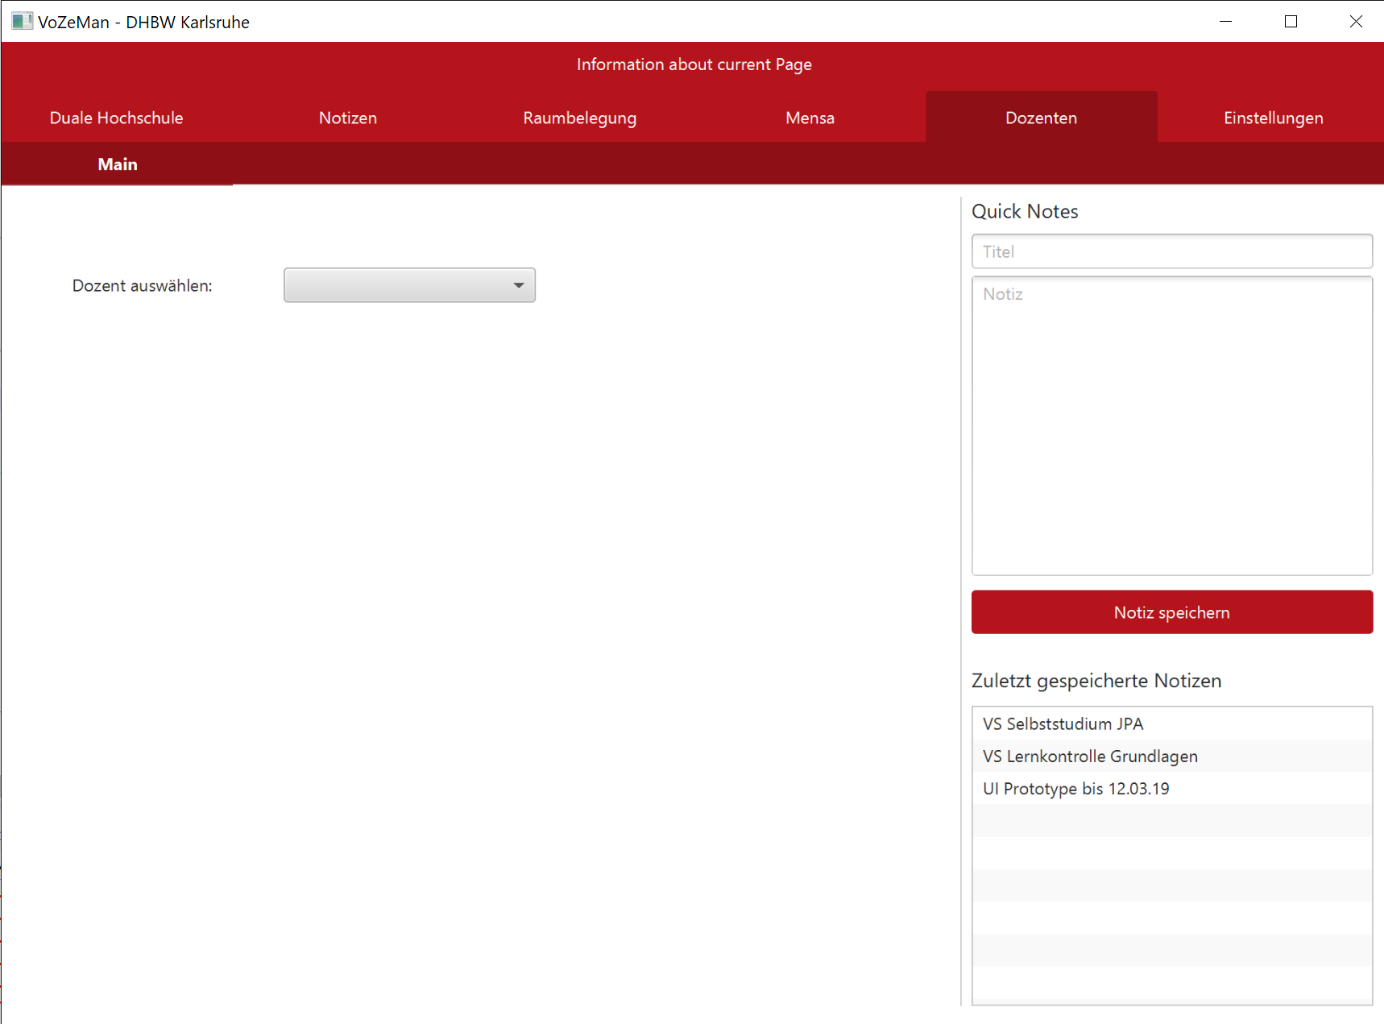 VoZeMan - DHBW Karlsruhe
Information about current Page
Duale Hochschule Notizen Raumbelegung Mensa Dozenten Einstellungen
Main
Dozent auswählen:
Quick Notes
Titel
Notiz
Notiz speichern
Zuletzt gespeicherte Notizen
VS Selbststudium JPA
VS Lernkontrolle Grundlagen
UI Prototype bis 12.03.19